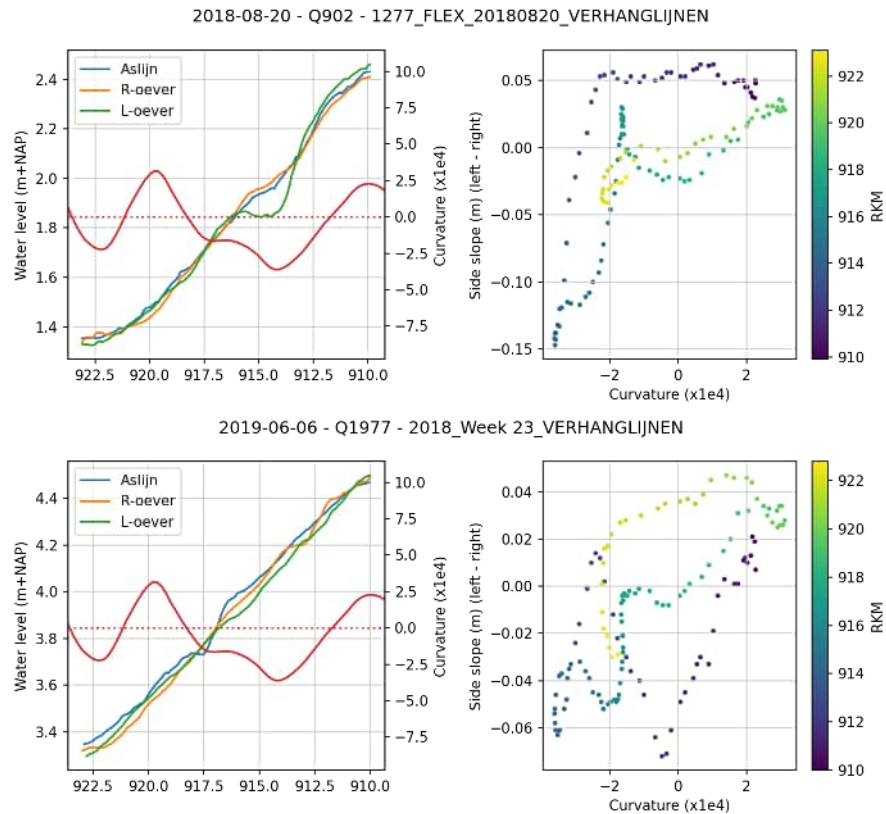 2018-08-20 - Q902 - 1277_FLEX_20180820_VERHANGLIJNEN
Water level (m+NAP)
2.4
2.2
2.0
1.8
1.6
1.4
Aslijn
R-oever
L-oever
10.0
7.5
5.0
2.5
0.0
−2.5
−5.0
−7.5
Curvature (x1e4)
922.5 920.0 917.5 915.0 912.5 910.0
Side slope (m) (left - right)
0.05
0.00
−0.05
−0.10
−0.15
−2 0 2
Curvature (x1e4)
922
920
918
916
914
912
910
RKM
2019-06-06 - Q1977 - 2018_Week 23_VERHANGLIJNEN
Water level (m+NAP)
4.4
4.2
4.0
3.8
3.6
3.4
Aslijn
R-oever
L-oever
10.0
7.5
5.0
2.5
0.0
−2.5
−5.0
−7.5
Curvature (x1e4)
922.5 920.0 917.5 915.0 912.5 910.0
Side slope (m) (left - right)
0.04
0.02
0.00
−0.02
−0.04
−0.06
−2 0 2
Curvature (x1e4)
922
920
918
916
914
912
910
RKM